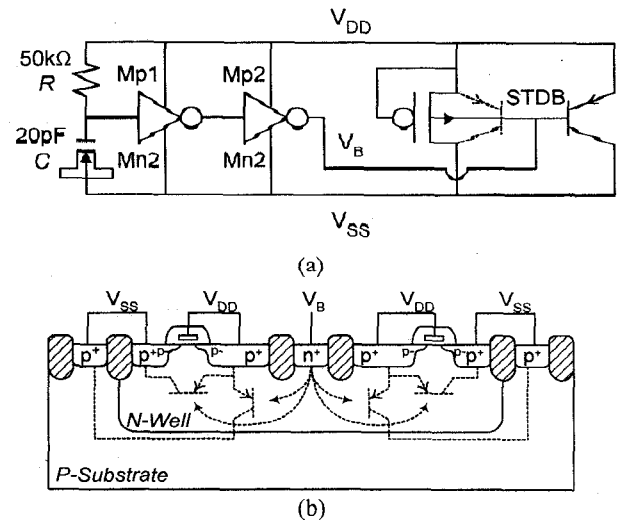 V_DD
50kΩ
R
Mp1
Mp2
STDB
20pF
C
Mn2
Mn2
V_B
V_SS
(a)
V_SS V_DD V_B V_DD V_SS
p+ p+ p- p+ n+ p+ p- p- p+ p+
N-Well
P-Substrate
(b)